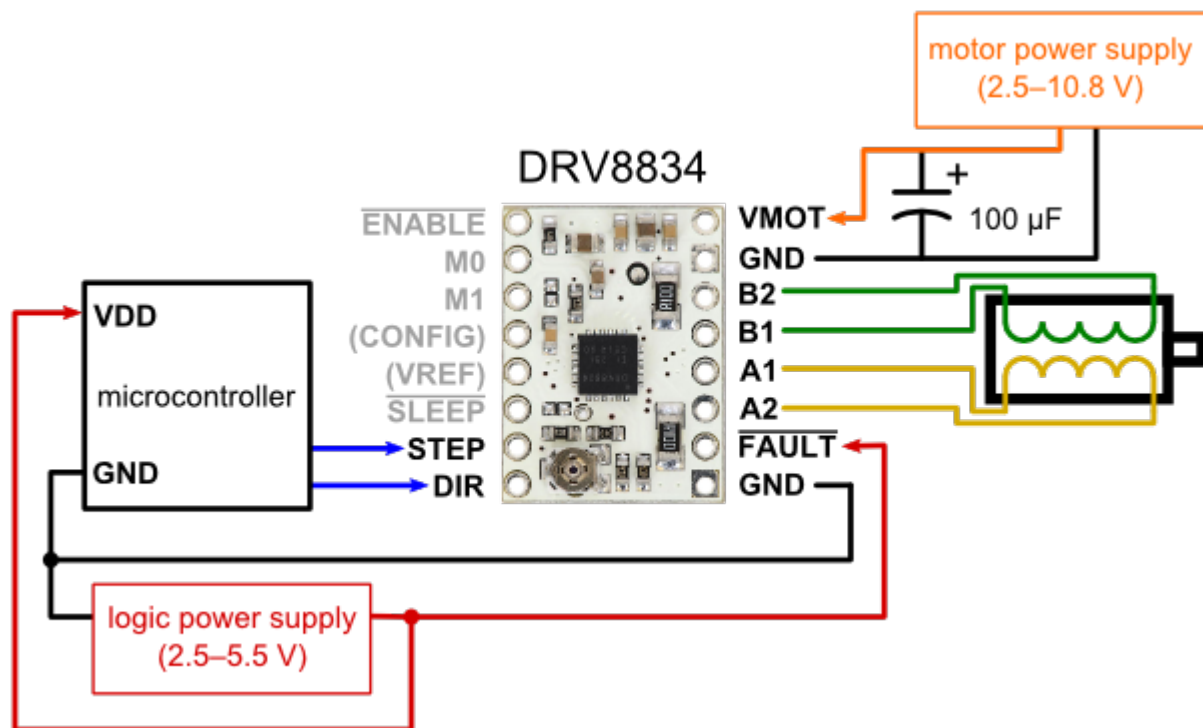 motor power supply
(2.5–10.8 V)
DRV8834
+
100 µF
ENABLE
M0
M1
(CONFIG)
(VREF)
SLEEP
STEP
DIR
VMOT
GND
B2
B1
A1
A2
FAULT
GND
VDD
microcontroller
GND
logic power supply
(2.5–5.5 V)
R100